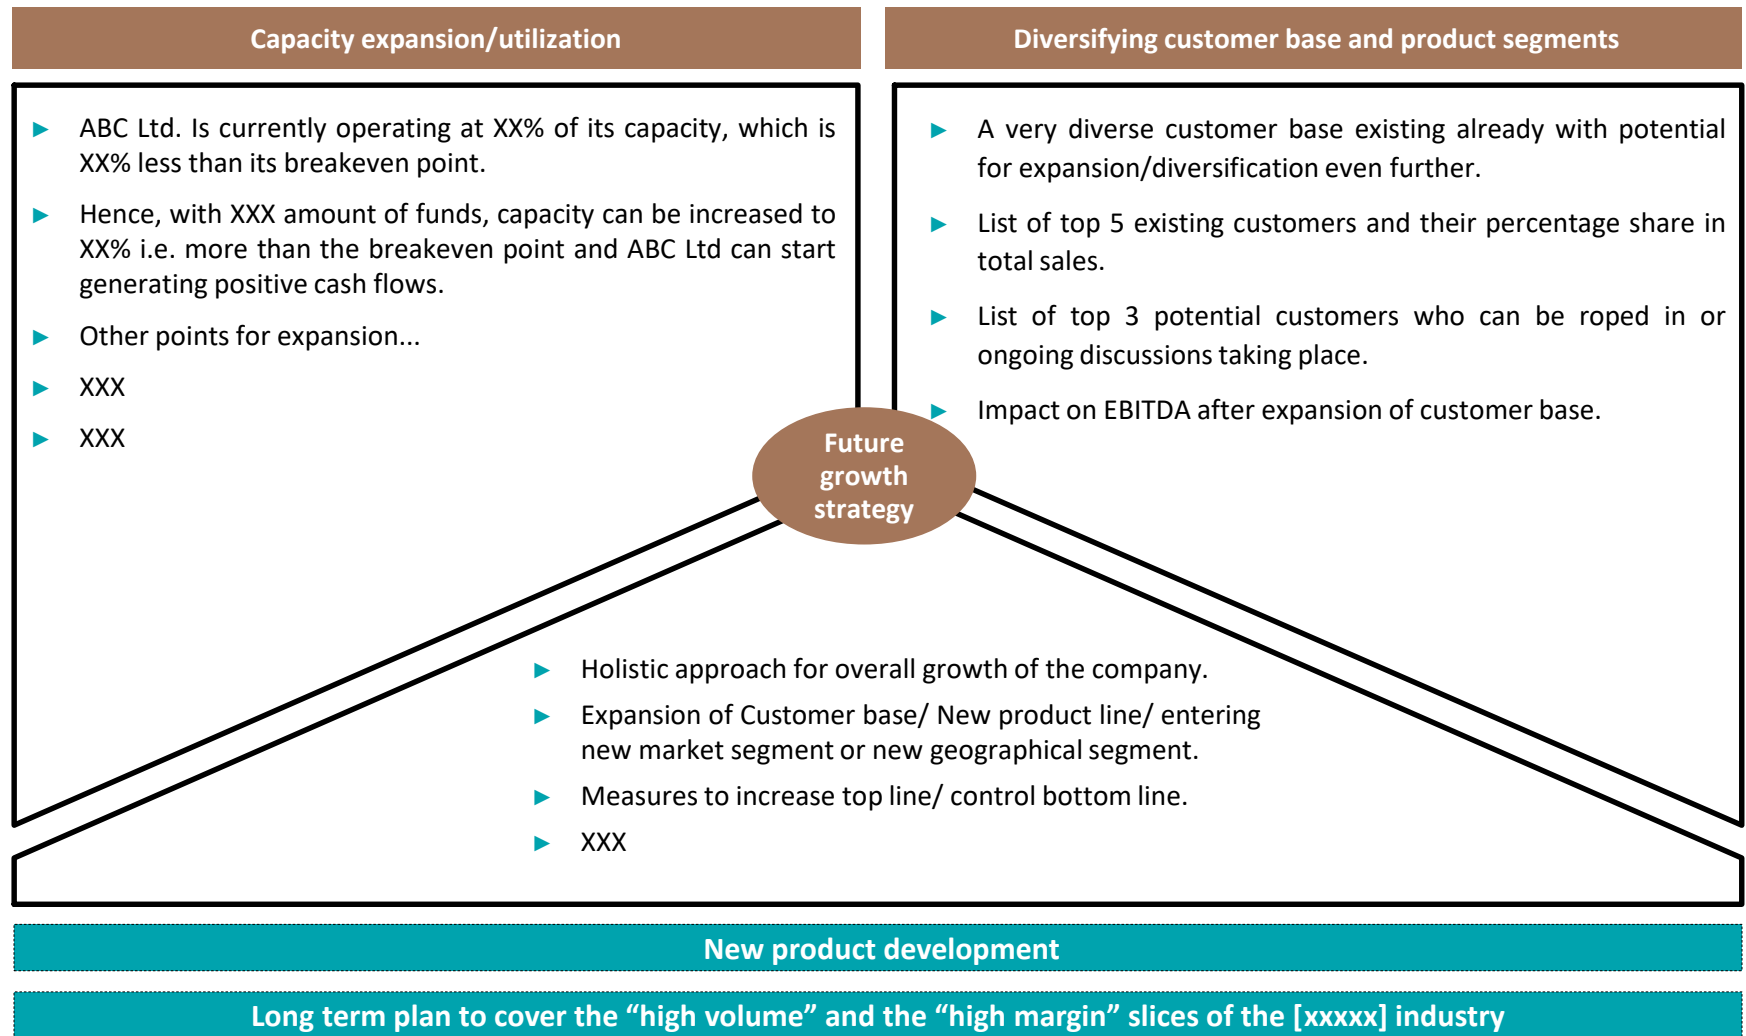 Capacity expansion/utilization
Diversifying customer base and product segments
► ABC Ltd. Is currently operating at XX% of its capacity, which is
XX% less than its breakeven point.
► Hence, with XXX amount of funds, capacity can be increased to
XX% i.e. more than the breakeven point and ABC Ltd can start
generating positive cash flows.
► Other points for expansion...
► XXX
► XXX
► A very diverse customer base existing already with potential
for expansion/diversification even further.
► List of top 5 existing customers and their percentage share in
total sales.
► List of top 3 potential customers who can be roped in or
ongoing discussions taking place.
► Impact on EBITDA after expansion of customer base.
Future
growth
strategy
► Holistic approach for overall growth of the company.
► Expansion of Customer base/ New product line/ entering
new market segment or new geographical segment.
► Measures to increase top line/ control bottom line.
► XXX
New product development
Long term plan to cover the “high volume” and the “high margin” slices of the [xxxxx] industry